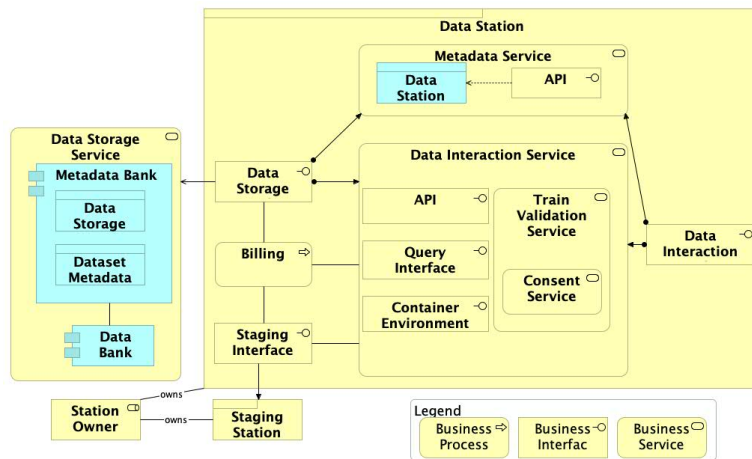 Data Station
Metadata Service
Data
Station
API
Data Storage
Service
Metadata Bank
Data
Storage
Dataset
Metadata
Data
Bank
Data
Storage
Billing
Staging
Interface
Data Interaction Service
API
Query
Interface
Container
Environment
Train
Validation
Service
Consent
Service
Data
Interaction
owns
Station
Owner
owns
Staging
Station
Legend
Business
Process
Business
Interfac
Business
Service